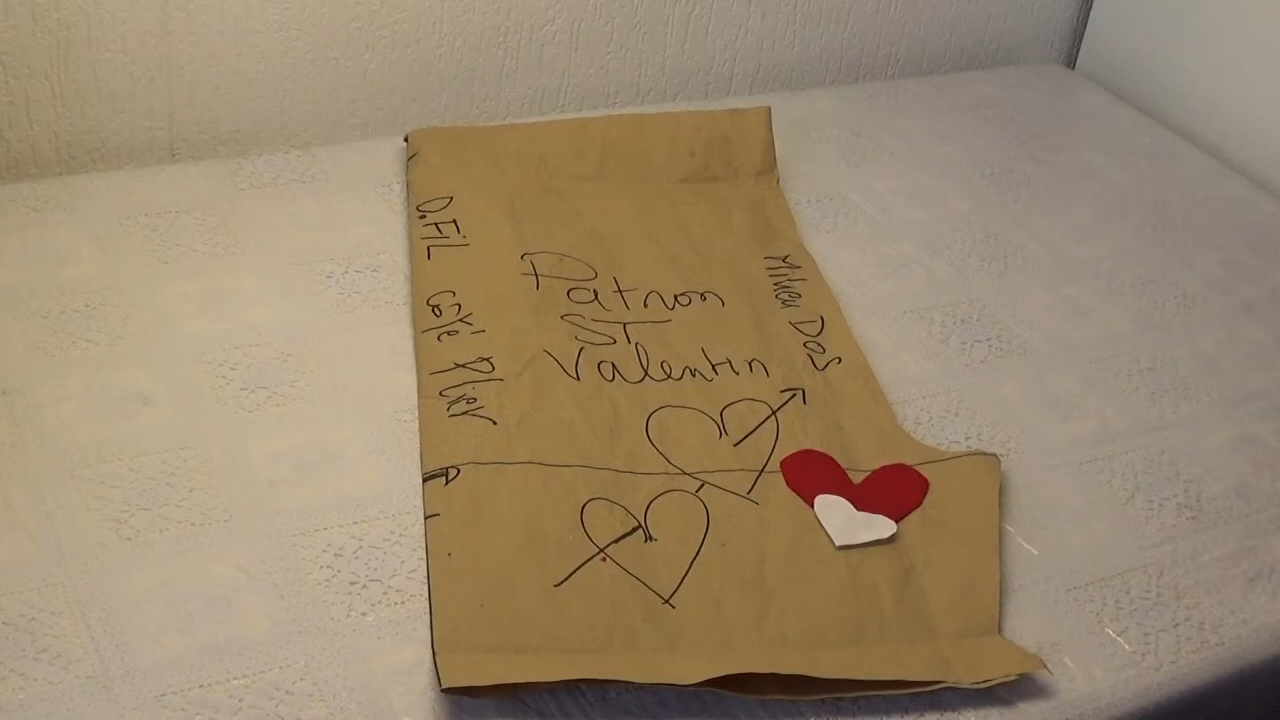 D.FIL côté Plier
Patron
ST
Valentin
Milieu DOS